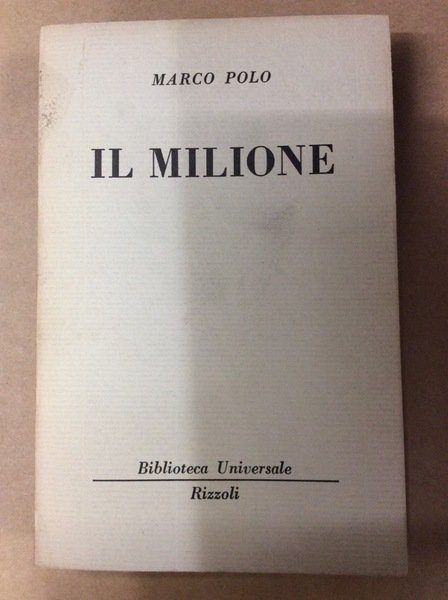 MARCO POLO
IL MILIONE
Biblioteca Universale
Rizzoli